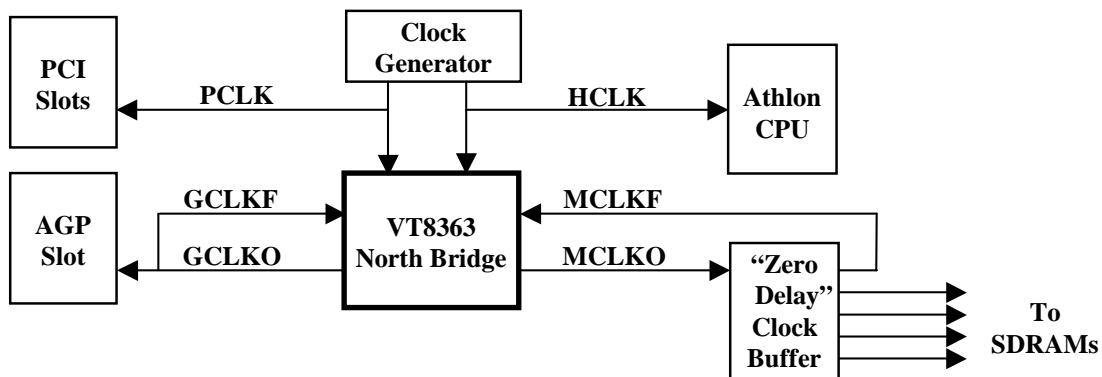 Clock
Generator
PCI
Slots
PCLK
HCLK
Athlon
CPU
AGP
Slot
GCLKF
GCLKO
VT8363
North Bridge
MCLKF
MCLKO
“Zero
Delay”
Clock
Buffer
To
SDRAMs